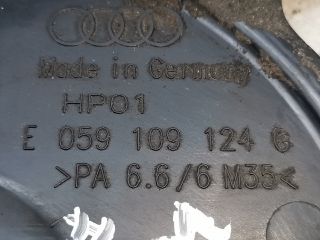 Made in Germany
HP01
E 059 109 124 G
>PA 6.6/6 M35<